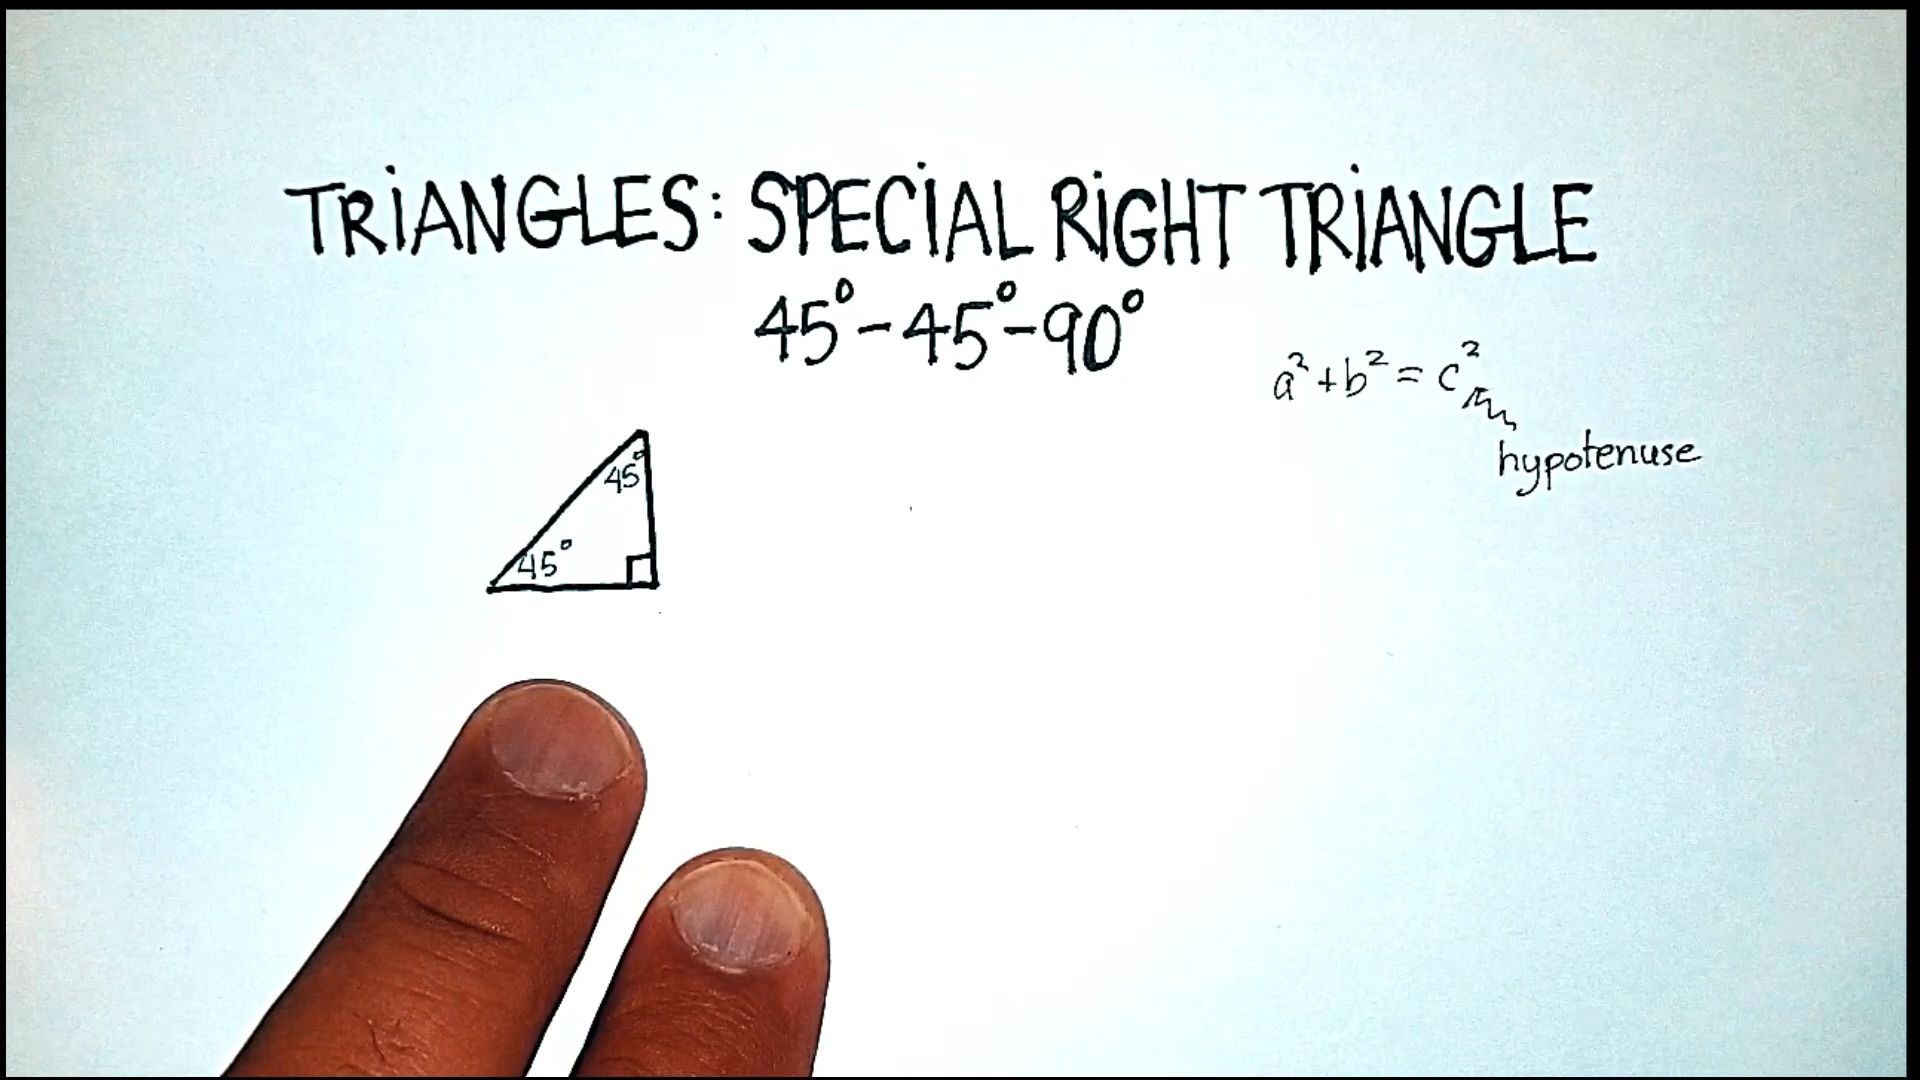 TRIANGLES: SPECIAL RIGHT TRIANGLE
45°-45°-90°
a²+b²=c²
hypotenuse
45°
45°